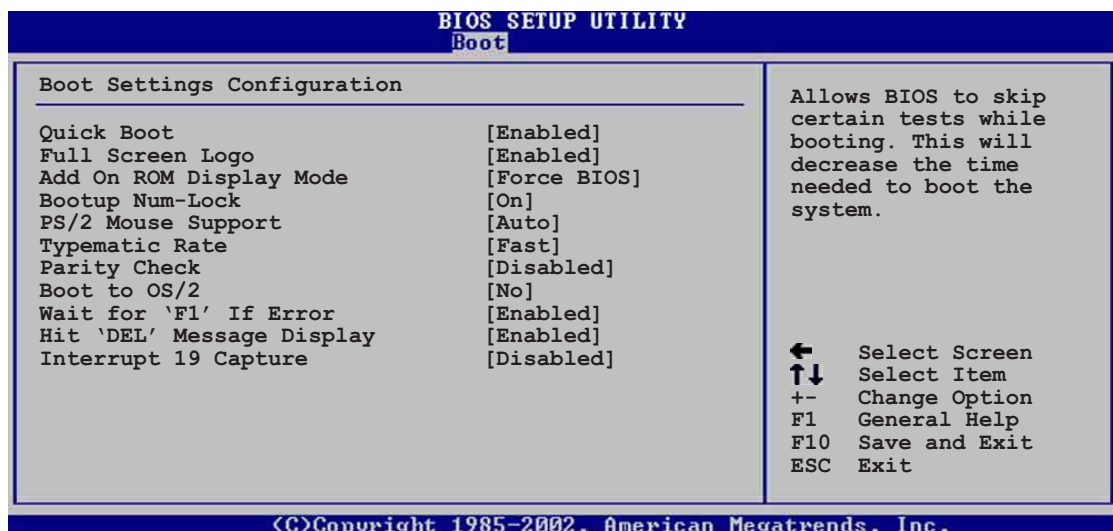 BIOS SETUP UTILITY
Boot
Boot Settings Configuration
Quick Boot [Enabled]
Full Screen Logo [Enabled]
Add On ROM Display Mode [Force BIOS]
Bootup Num-Lock [On]
PS/2 Mouse Support [Auto]
Typematic Rate [Fast]
Parity Check [Disabled]
Boot to OS/2 [No]
Wait for ‘F1’ If Error [Enabled]
Hit ‘DEL’ Message Display [Enabled]
Interrupt 19 Capture [Disabled]
Allows BIOS to skip
certain tests while
booting. This will
decrease the time
needed to boot the
system.
← Select Screen
↑↓ Select Item
+- Change Option
F1 General Help
F10 Save and Exit
ESC Exit
(C)Copyright 1985-2002, American Megatrends, Inc.